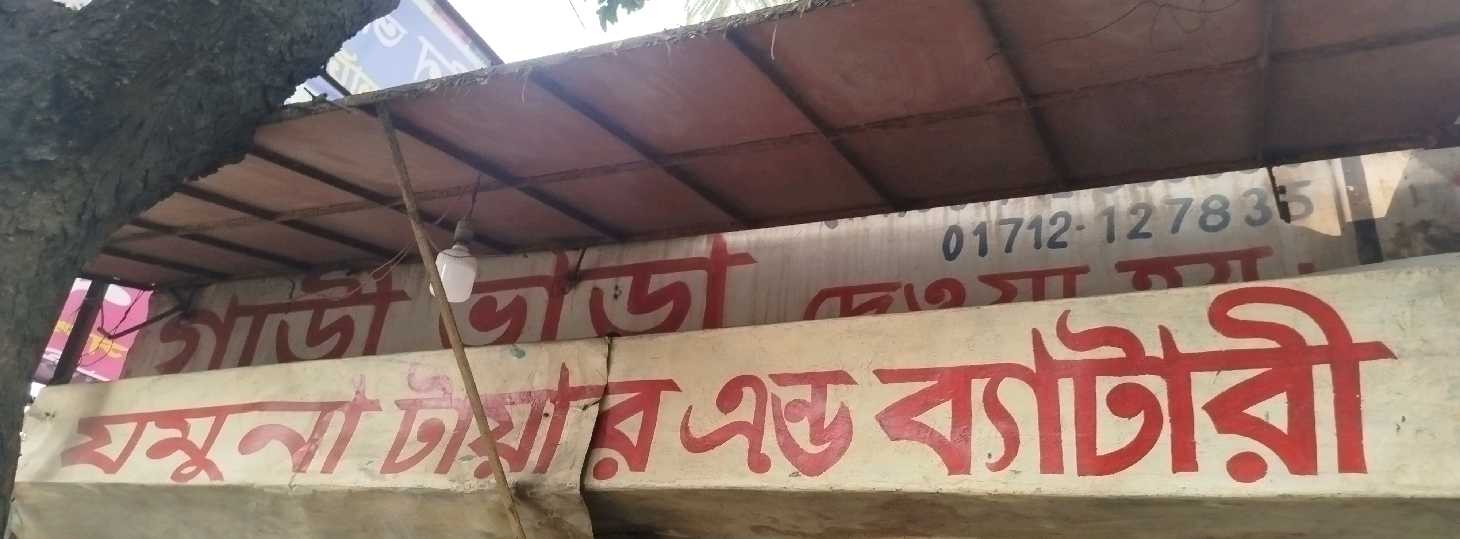 01712-127835
গাড়ী ভাড়া দেওয়া হয়।
যমুনা টায়ার এন্ড ব্যাটারী